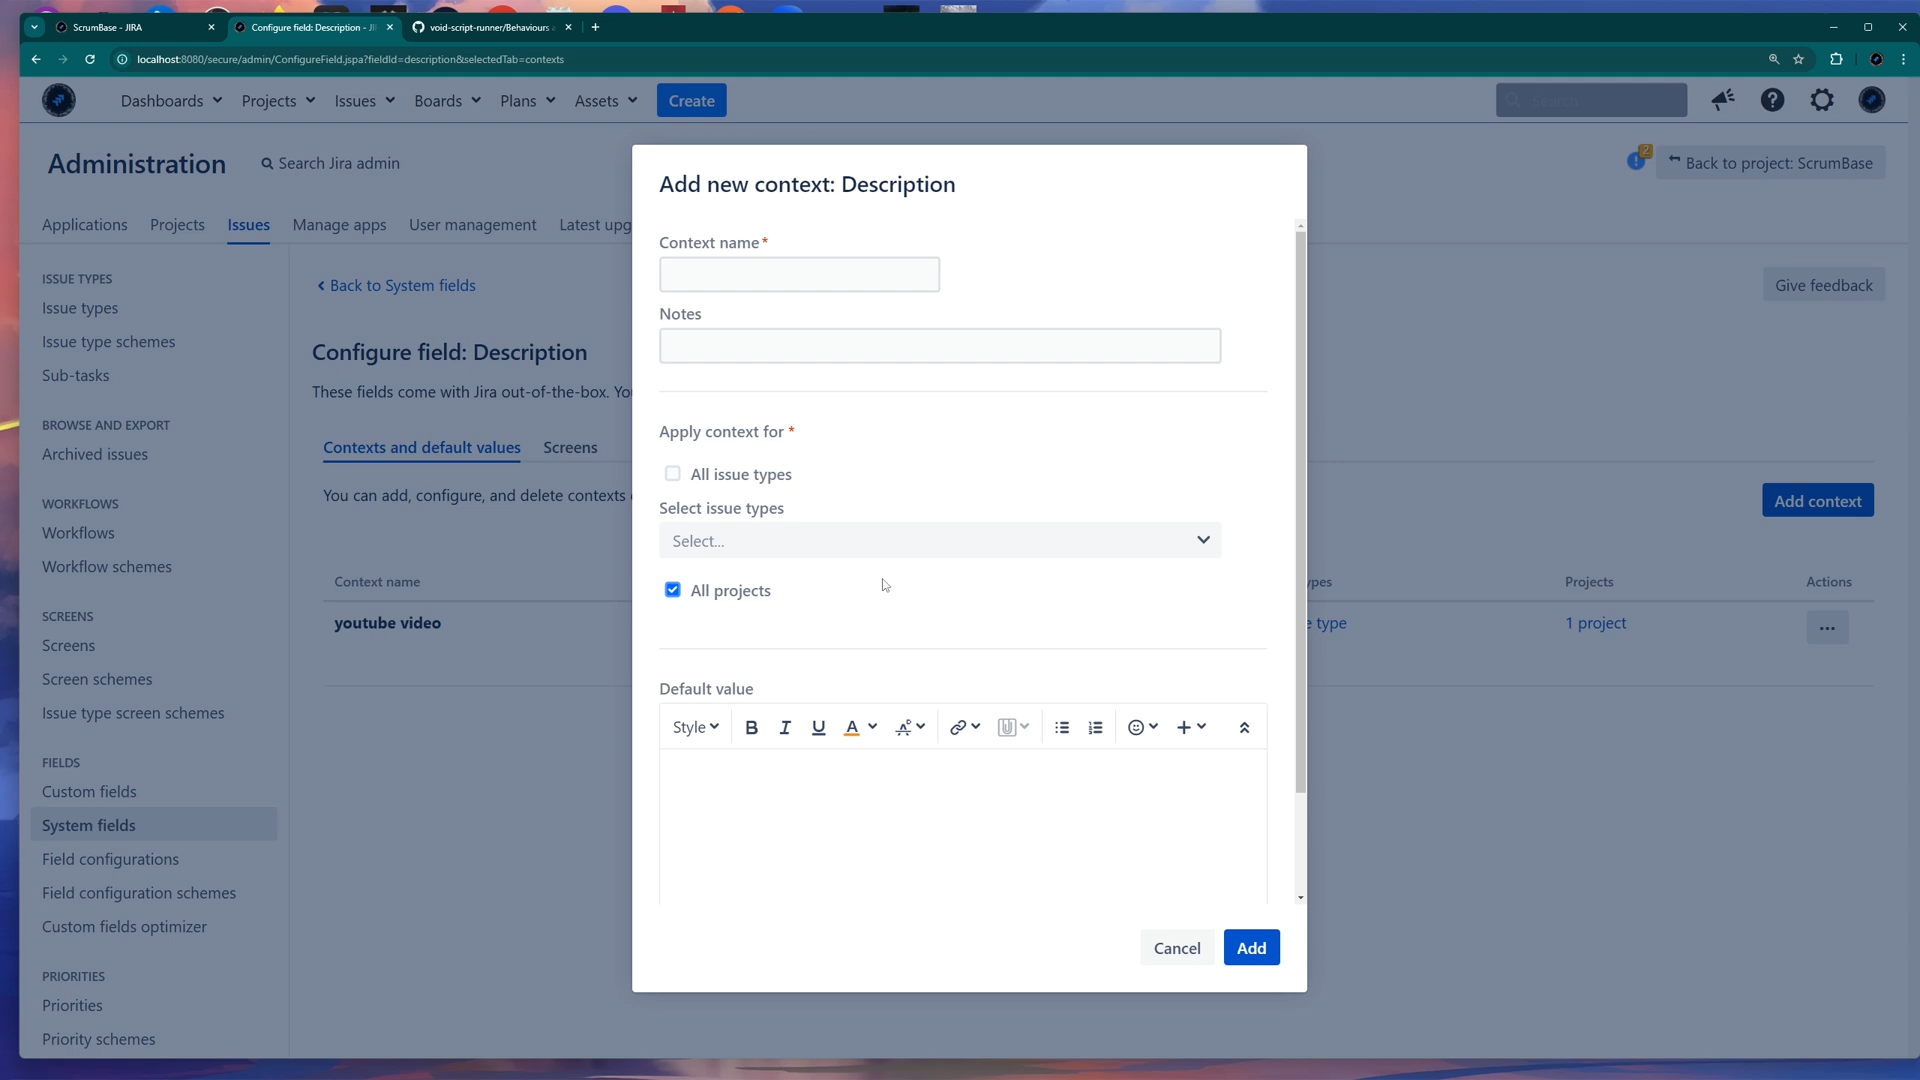 ScrumBase - JIRA
Configure field: Description - JI
void-script-runner/Behaviours
localhost:8080/secure/admin/ConfigureField.jspa?fieldId=description&selectedTab=contexts
Dashboards
Projects
Issues
Boards
Plans
Assets
Create
Search
Administration
Search Jira admin
2
Back to project: ScrumBase
Applications
Projects
Issues
Manage apps
User management
Latest upg
ISSUE TYPES
Issue types
Issue type schemes
Sub-tasks
BROWSE AND EXPORT
Archived issues
WORKFLOWS
Workflows
Workflow schemes
SCREENS
Screens
Screen schemes
Issue type screen schemes
FIELDS
Custom fields
System fields
Field configurations
Field configuration schemes
Custom fields optimizer
PRIORITIES
Priorities
Priority schemes
Back to System fields
Give feedback
Configure field: Description
These fields come with Jira out-of-the-box. Yo
Contexts and default values
Screens
You can add, configure, and delete contexts
Add context
Context name
ypes
Projects
Actions
youtube video
e type
1 project
Add new context: Description
Context name*
Notes
Apply context for *
All issue types
Select issue types
Select...
All projects
Default value
Style
Cancel
Add